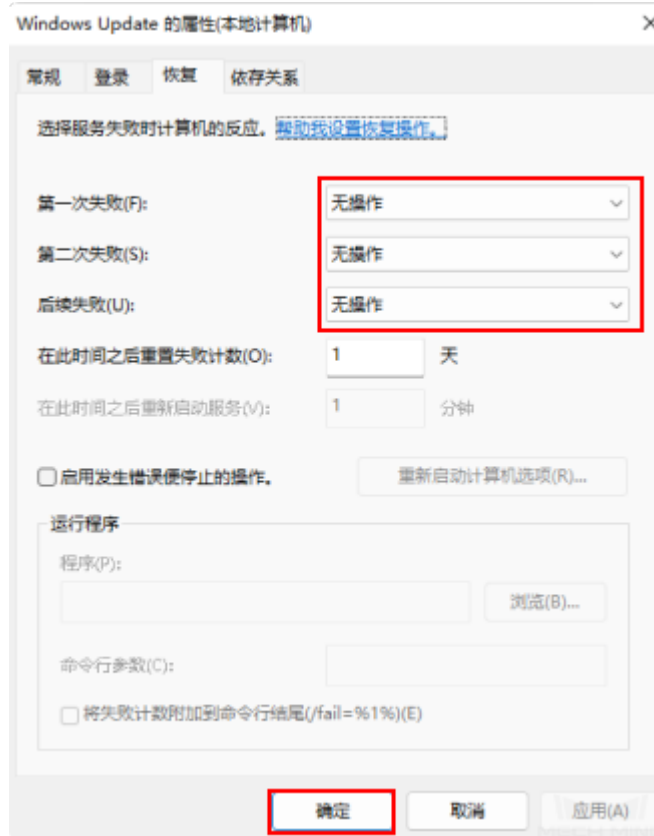 Windows Update 的属性(本地计算机)
常规 登录 恢复 依存关系
选择服务失败时计算机的反应。帮助我设置恢复操作。
第一次失败(F): 无操作
第二次失败(S): 无操作
后续失败(U): 无操作
在此时间之后重置失败计数(O): 1 天
在此时间之后重新启动服务(V): 1 分钟
启用发生错误便停止的操作。 重新启动计算机选项(R)...
运行程序
程序(P):
浏览(B)...
命令行参数(C):
将失败计数附加到命令行结尾(/fail=%1%)(E)
确定 取消 应用(A)